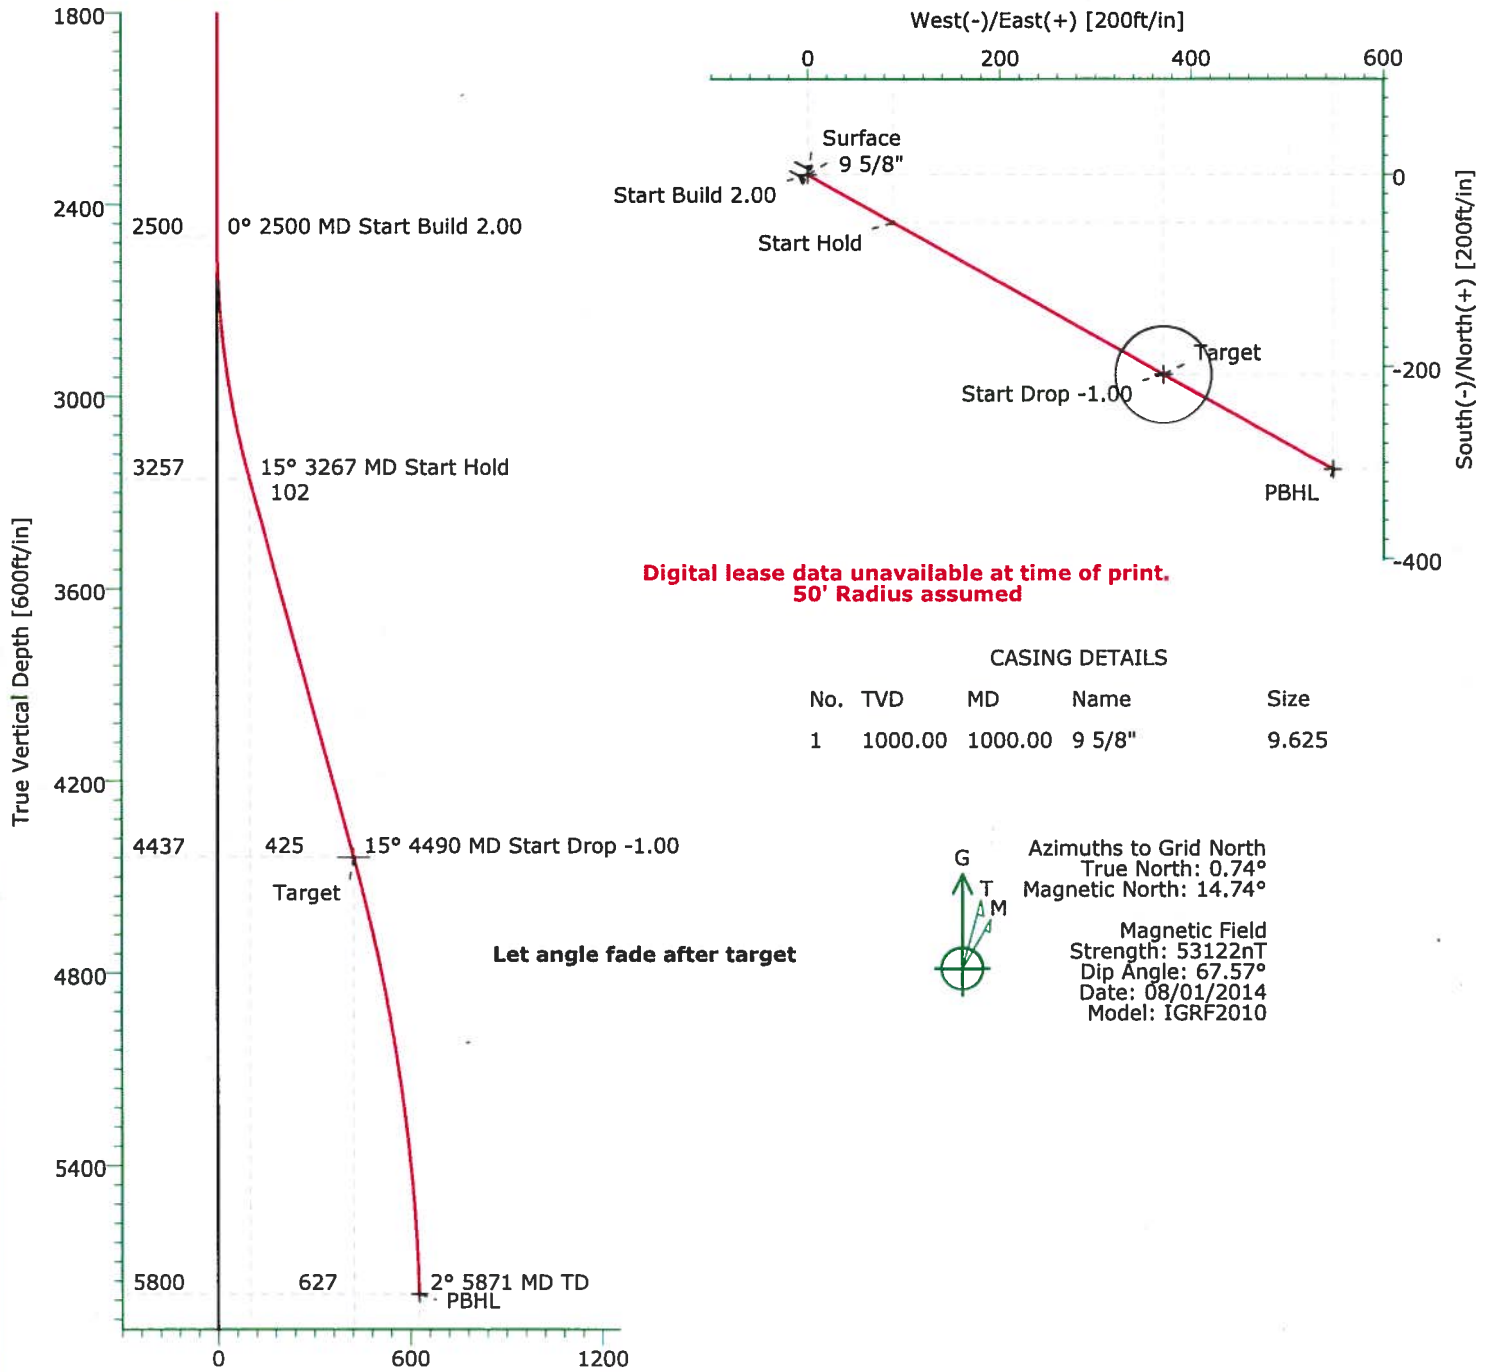 True Vertical Depth [600ft/in]
1800
2400
3000
3600
4200
4800
5400
2500
0° 2500 MD Start Build 2.00
3257
15° 3267 MD Start Hold
102
4437
425
15° 4490 MD Start Drop -1.00
Target
Let angle fade after target
5800
627
2° 5871 MD TD
PBHL
0
600
1200
West(-)/East(+) [200ft/in]
0
200
400
600
Surface
9 5/8"
Start Build 2.00
Start Hold
Target
Start Drop -1.00
PBHL
0
-200
-400
South(-)/North(+) [200ft/in]
Digital lease data unavailable at time of print.
50' Radius assumed
CASING DETAILS
No. TVD MD Name Size
1 1000.00 1000.00 9 5/8" 9.625
G
T
M
Azimuths to Grid North
True North: 0.74°
Magnetic North: 14.74°
Magnetic Field
Strength: 53122nT
Dip Angle: 67.57°
Date: 08/01/2014
Model: IGRF2010